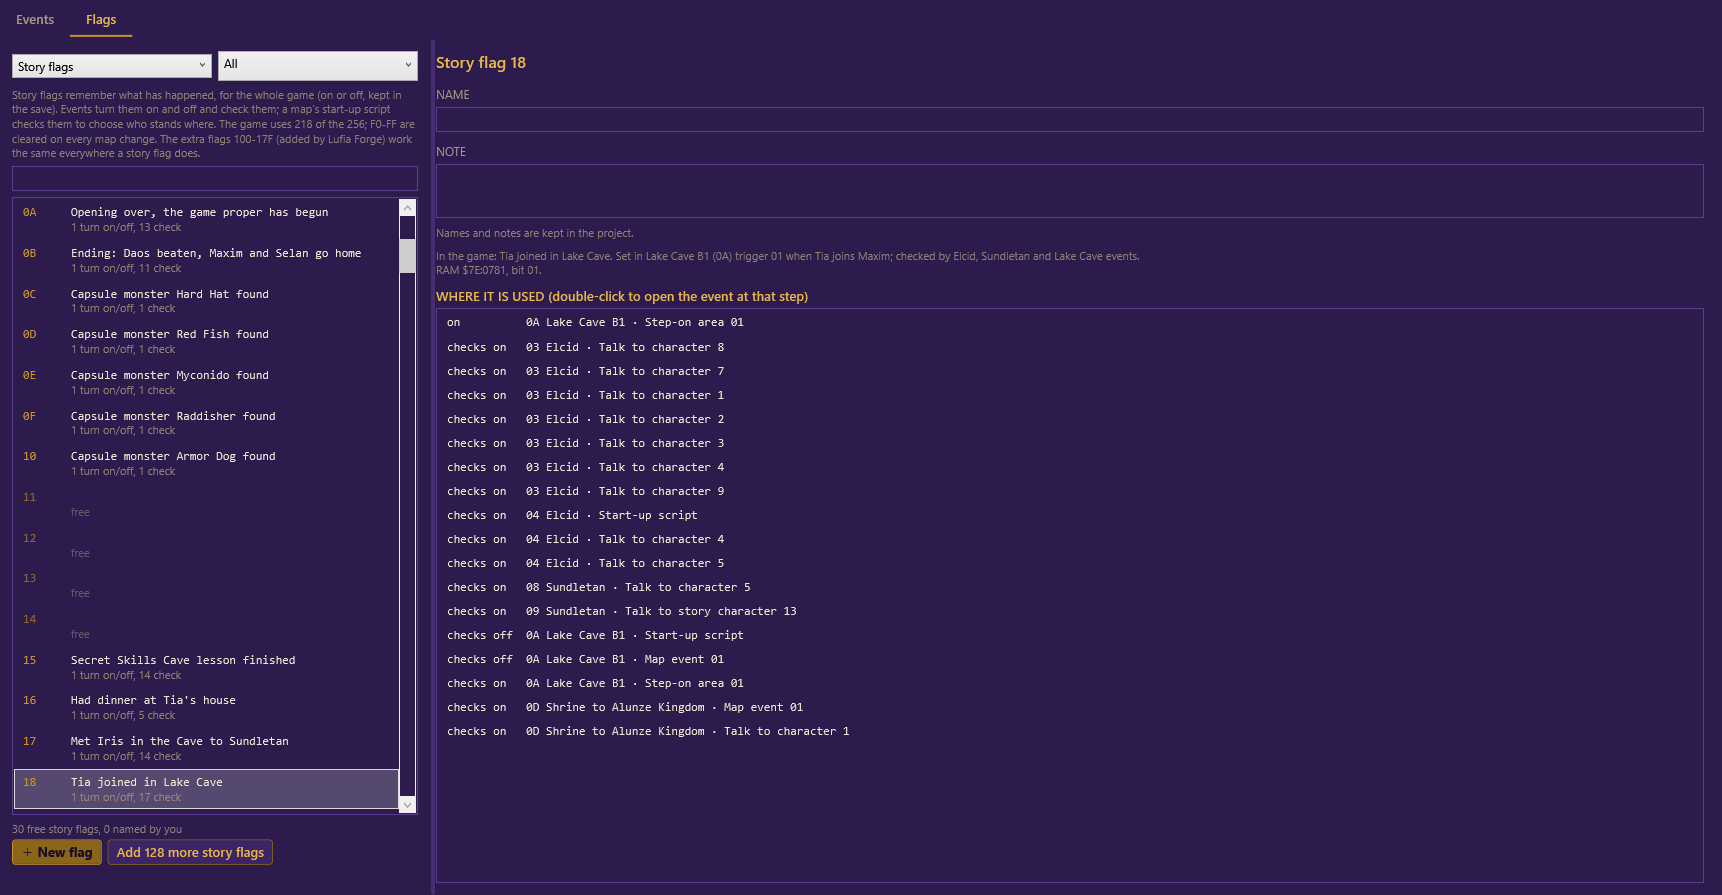 Events Flags
Story flags All
Story flags remember what has happened, for the whole game (on or off, kept in
the save). Events turn them on and off and check them; a map's start-up script
checks them to choose who stands where. The game uses 218 of the 256; F0-FF are
cleared on every map change. The extra flags 100-17F (added by Lufia Forge) work
the same everywhere a story flag does.
0A Opening over, the game proper has begun
1 turn on/off, 13 check
0B Ending: Daos beaten, Maxim and Selan go home
1 turn on/off, 11 check
0C Capsule monster Hard Hat found
1 turn on/off, 1 check
0D Capsule monster Red Fish found
1 turn on/off, 1 check
0E Capsule monster Myconido found
1 turn on/off, 1 check
0F Capsule monster Raddisher found
1 turn on/off, 1 check
10 Capsule monster Armor Dog found
1 turn on/off, 1 check
11
free
12
free
13
free
14
free
15 Secret Skills Cave lesson finished
1 turn on/off, 14 check
16 Had dinner at Tia's house
1 turn on/off, 5 check
17 Met Iris in the Cave to Sundletan
1 turn on/off, 14 check
18 Tia joined in Lake Cave
1 turn on/off, 17 check
30 free story flags, 0 named by you
+ New flag Add 128 more story flags
Story flag 18
NAME
NOTE
Names and notes are kept in the project.
In the game: Tia joined in Lake Cave. Set in Lake Cave B1 (0A) trigger 01 when Tia joins Maxim; checked by Elcid, Sundletan and Lake Cave events.
RAM $7E:0781, bit 01.
WHERE IT IS USED (double-click to open the event at that step)
on 0A Lake Cave B1 · Step-on area 01
checks on 03 Elcid · Talk to character 8
checks on 03 Elcid · Talk to character 7
checks on 03 Elcid · Talk to character 1
checks on 03 Elcid · Talk to character 2
checks on 03 Elcid · Talk to character 3
checks on 03 Elcid · Talk to character 4
checks on 03 Elcid · Talk to character 9
checks on 04 Elcid · Start-up script
checks on 04 Elcid · Talk to character 4
checks on 04 Elcid · Talk to character 5
checks on 08 Sundletan · Talk to character 5
checks on 09 Sundletan · Talk to story character 13
checks off 0A Lake Cave B1 · Start-up script
checks off 0A Lake Cave B1 · Map event 01
checks on 0A Lake Cave B1 · Step-on area 01
checks on 0D Shrine to Alunze Kingdom · Map event 01
checks on 0D Shrine to Alunze Kingdom · Talk to character 1